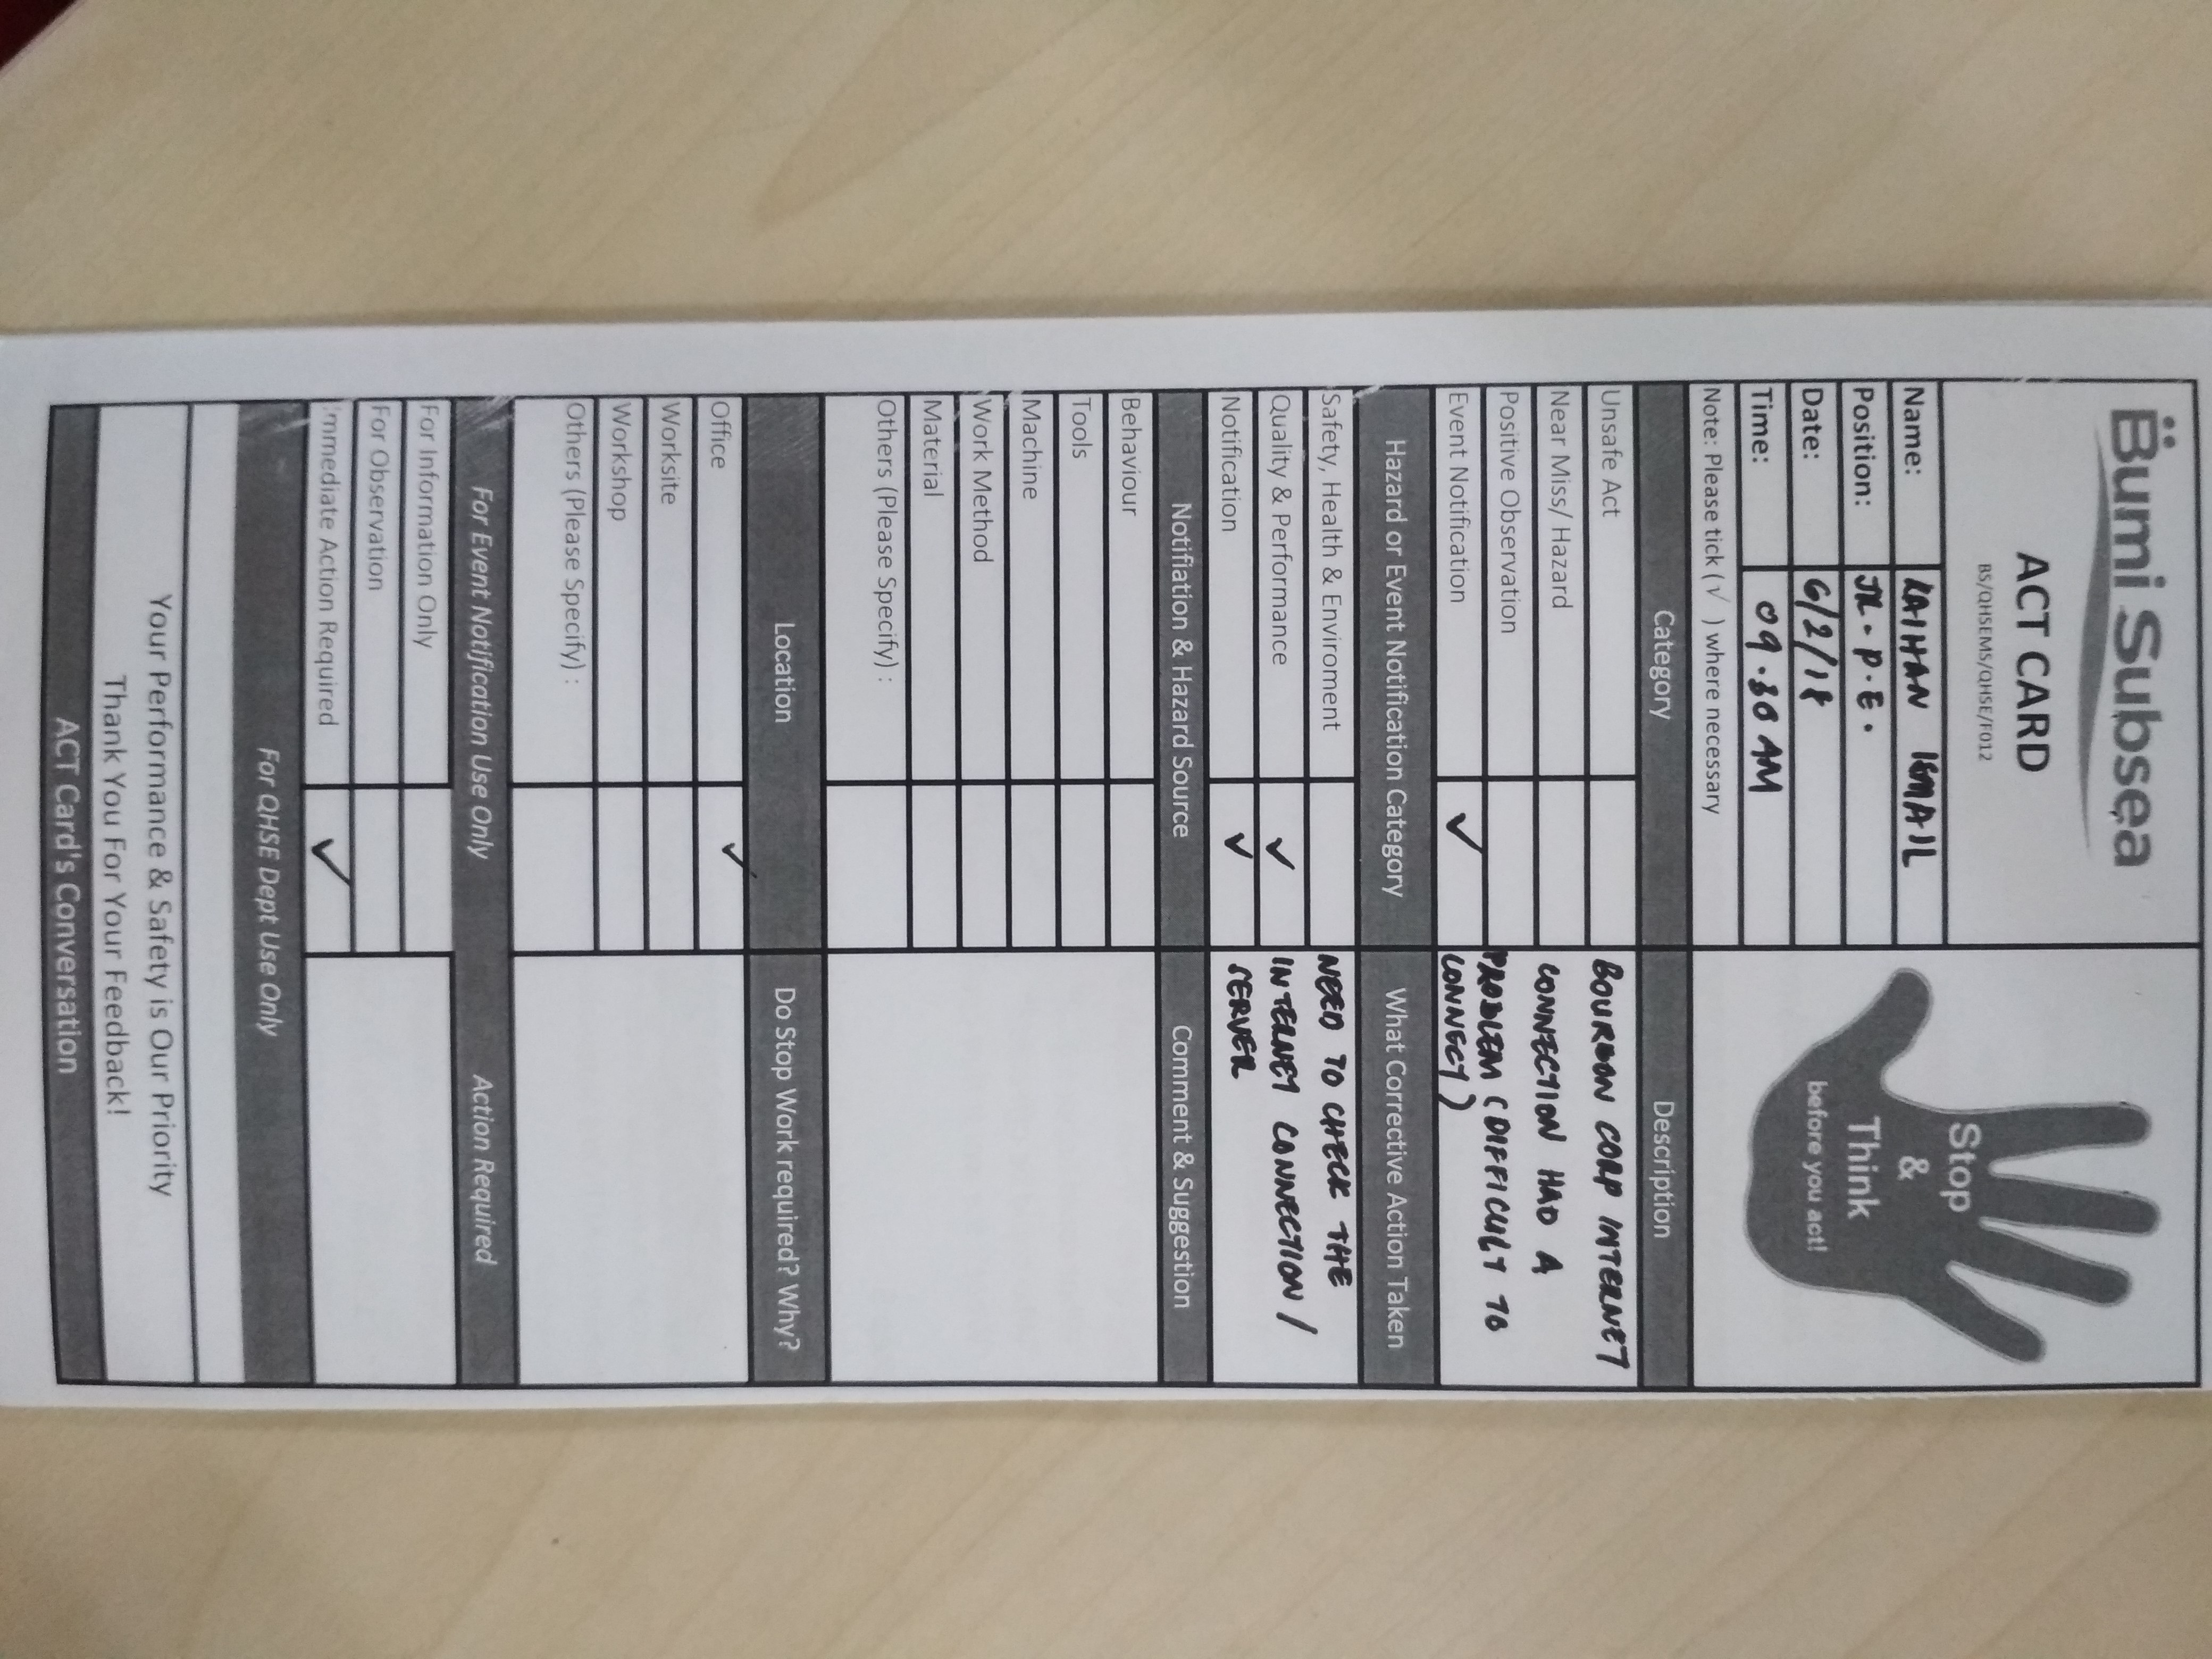 Bumi Subsea
ACT CARD
BS/QHSEMS/QHSE/F012
Stop
&
Think
before you act!
Name: RAIHAN ISMAIL
Position: JR. P.E.
Date: 6/2/18
Time: 09.30 AM
Note: Please tick (√ ) where necessary
Category Description
Unsafe Act BOURBON CORP INTERNET
Near Miss/ Hazard CONNECTION HAD A
Positive Observation PROBLEM (DIFFICULT TO
Event Notification ✓ CONNECT)
Hazard or Event Notification Category What Corrective Action Taken
Safety, Health & Enviroment NEED TO CHECK THE
Quality & Performance ✓ INTERNET CONNECTION /
Notification ✓ SERVER
Notifiation & Hazard Source Comment & Suggestion
Behaviour
Tools
Machine
Work Method
Material
Others (Please Specify) :
Location Do Stop Work required? Why?
Office ✓
Worksite
Workshop
Others (Please Specify) :
For Event Notification Use Only Action Required
For Information Only
For Observation
Immediate Action Required ✓
For QHSE Dept Use Only
Your Performance & Safety is Our Priority
Thank You For Your Feedback!
ACT Card's Conversation